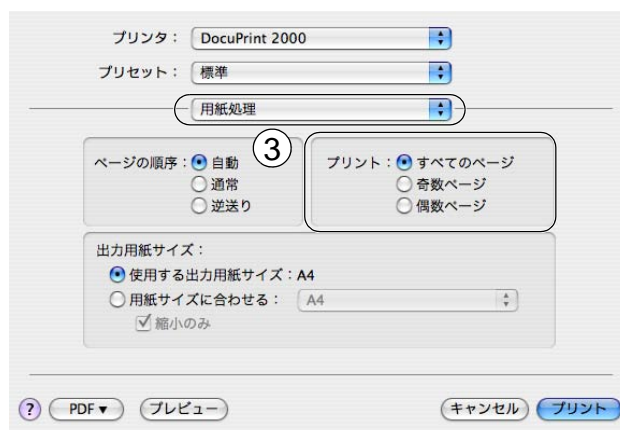 プリンタ： DocuPrint 2000
プリセット： 標準
用紙処理
③
ページの順序： 自動
通常
逆送り
プリント： すべてのページ
奇数ページ
偶数ページ
出力用紙サイズ：
使用する出力用紙サイズ：A4
用紙サイズに合わせる： A4
縮小のみ
? PDF▼ プレビュー キャンセル プリント